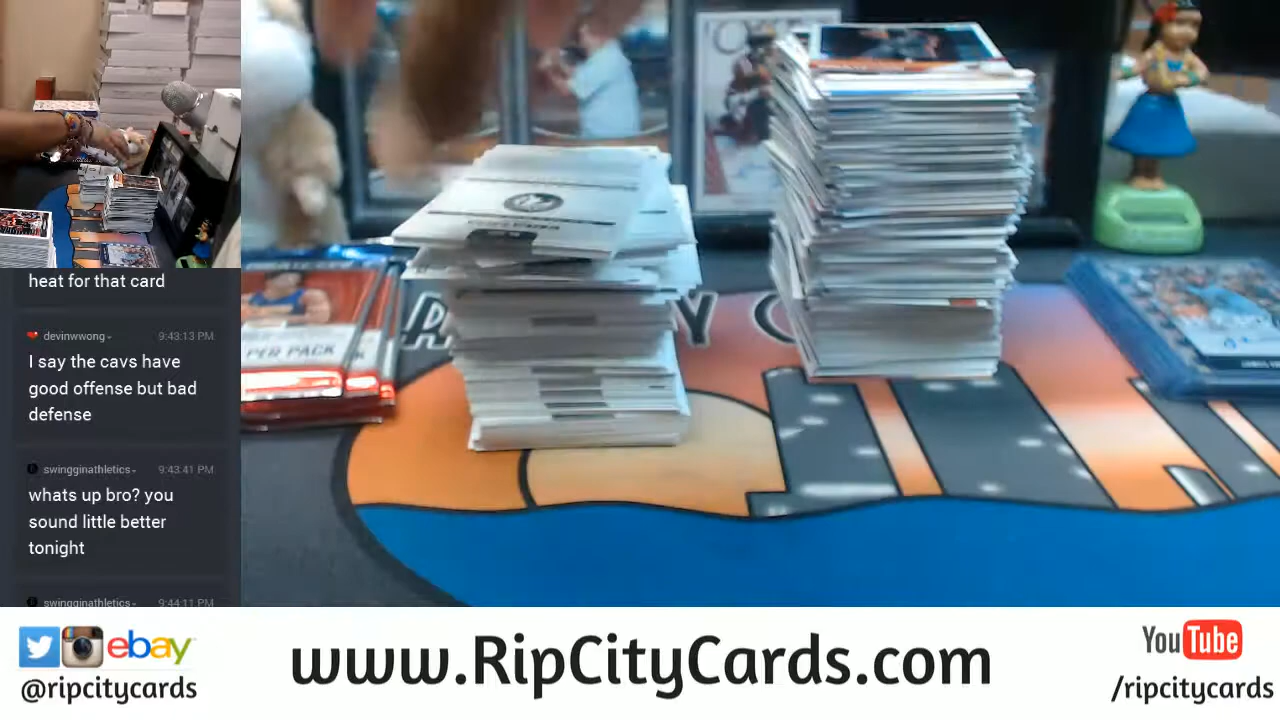 heat for that card
devinwwong
9:43:13 PM
I say the cavs have
good offense but bad
defense
swingginathletics
9:43:41 PM
whats up bro? you
sound little better
tonight
swingginathletics
9:44:11 PM
PER PACK
ebay
@ripcitycards
www.RipCityCards.com
YouTube
/ripcitycards